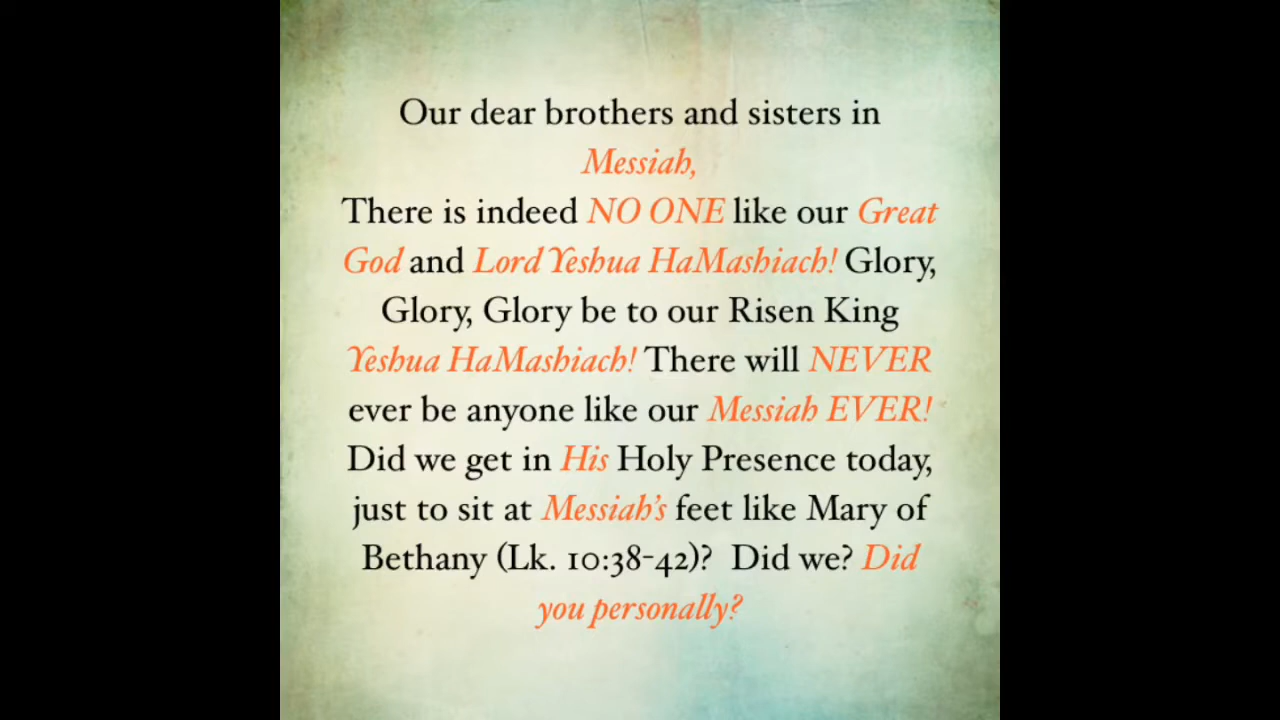 Our dear brothers and sisters in
Messiah,
There is indeed NO ONE like our Great
God and Lord Yeshua HaMashiach! Glory,
Glory, Glory be to our Risen King
Yeshua HaMashiach! There will NEVER
ever be anyone like our Messiah EVER!
Did we get in His Holy Presence today,
just to sit at Messiah's feet like Mary of
Bethany (Lk. 10:38-42)?  Did we? Did
you personally?